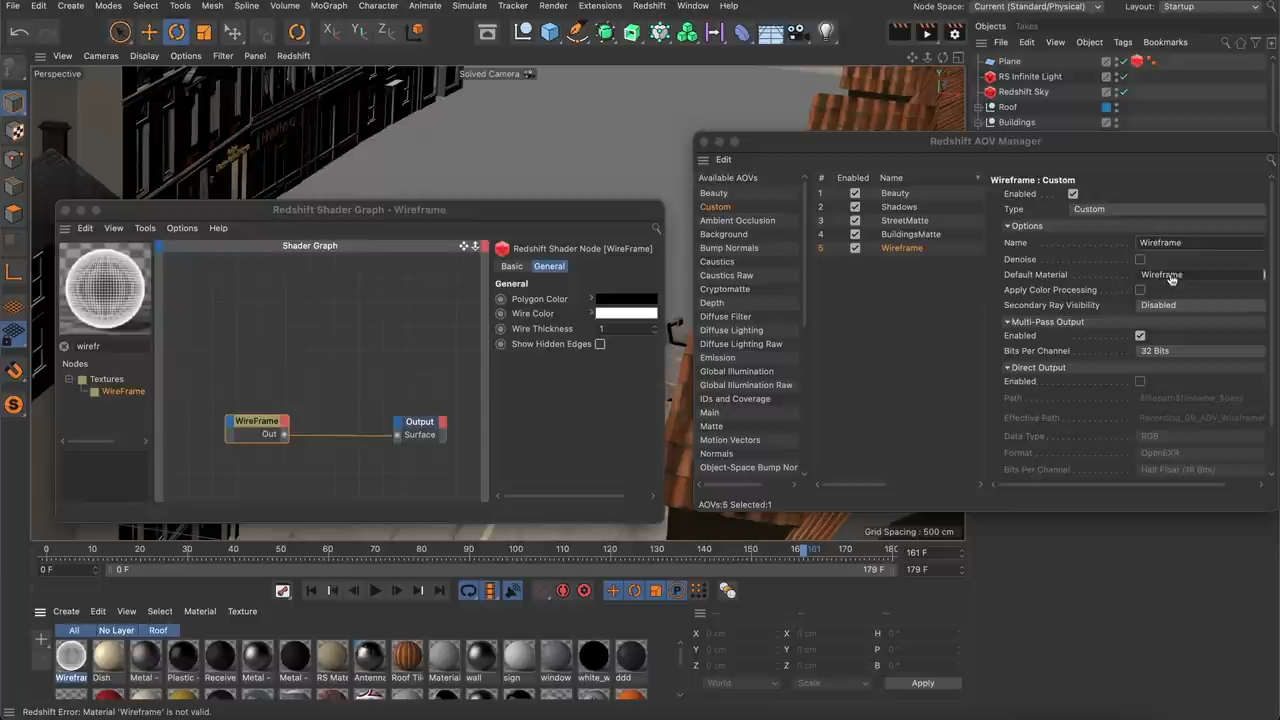 File Edit Create Modes Select Tools Mesh Spline Volume MoGraph Character Animate Simulate Tracker Render Extensions Redshift Window Help Node Space: Current (Standard/Physical) Layout: Startup
Objects Takes
File Edit View Object Tags Bookmarks
View Cameras Display Options Filter Panel Redshift
Perspective Solved Camera
Plane
RS Infinite Light
Redshift Sky
Roof
Buildings
Redshift AOV Manager
Edit
Available AOVs # Enabled Name
Beauty
Custom
Ambient Occlusion
Background
Bump Normals
Caustics
Caustics Raw
Cryptomatte
Depth
Diffuse Filter
Diffuse Lighting
Diffuse Lighting Raw
Emission
Global Illumination
Global Illumination Raw
IDs and Coverage
Main
Matte
Motion Vectors
Normals
Object-Space Bump Nor
1 Beauty
2 Shadows
3 StreetMatte
4 BuildingsMatte
5 Wireframe
AOVs:5 Selected:1
Wireframe : Custom
Enabled
Type Custom
Options
Name Wireframe
Denoise
Default Material Wireframe
Apply Color Processing
Secondary Ray Visibility Disabled
Multi-Pass Output
Enabled
Bits Per Channel 32 Bits
Direct Output
Enabled
Path $filepath$filename_$pass
Effective Path
Data Type RGB
Format OpenEXR
Bits Per Channel Half Float (16 Bits)
Redshift Shader Graph - Wireframe
Edit View Tools Options Help
Shader Graph
wirefr
Nodes
Textures
WireFrame
WireFrame
Out
Output
Surface
Redshift Shader Node [WireFrame]
Basic General
General
Polygon Color
Wire Color
Wire Thickness 1
Show Hidden Edges
Grid Spacing : 500 cm
0 10 20 30 40 50 60 70 80 90 100 110 120 130 140 150 161 170 161 F
0 F 0 F 179 F 179 F
Create Edit View Select Material Texture
All No Layer Roof
Wirefrar Dish Metal - Plastic - Receive Metal - Metal - RS Mate Antenna Roof Til Material wall sign window white_w ddd
X 0 cm X 0 cm H 0 °
Y 0 cm Y 0 cm P 0 °
Z 0 cm Z 0 cm B 0 °
World Scale Apply
Redshift Error: Material 'Wireframe' is not valid.